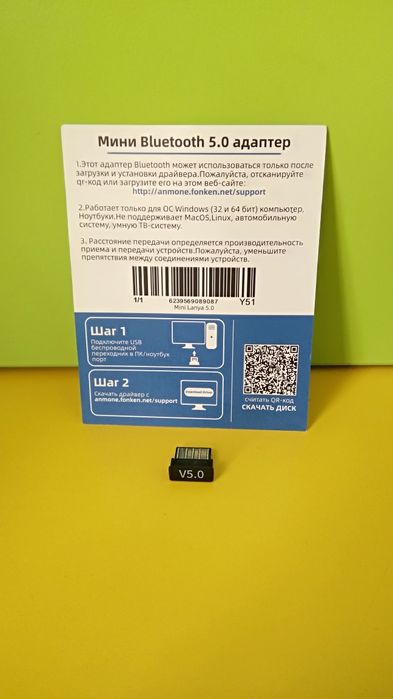 Мини Bluetooth 5.0 адаптер
1.Этот адаптер Bluetooth может использоваться только после
загрузки и установки драйвера.Пожалуйста, отсканируйте
qr-код или загрузите его на этом веб-сайте:
http://anmone.fonken.net/support
2.Работает только для ОС Windows (32 и 64 бит) компьютер,
Ноутбуки.Не поддерживает MacOS,Linux, автомобильную
систему, умную ТВ-систему.
3. Расстояние передачи определяется производительность
приема и передачи устройств.Пожалуйста, уменьшите
препятствия между соединениями устройств.
1/1 6239569089087 Y51
Mini Lanya 5.0
Шаг 1
Подключите USB
беспроводной
переходник в ПК/ноутбук
порт
Шаг 2
Скачать драйвер с
anmone.fonken.net/support
Download Driver
считать QR-код
СКАЧАТЬ ДИСК
V5.0